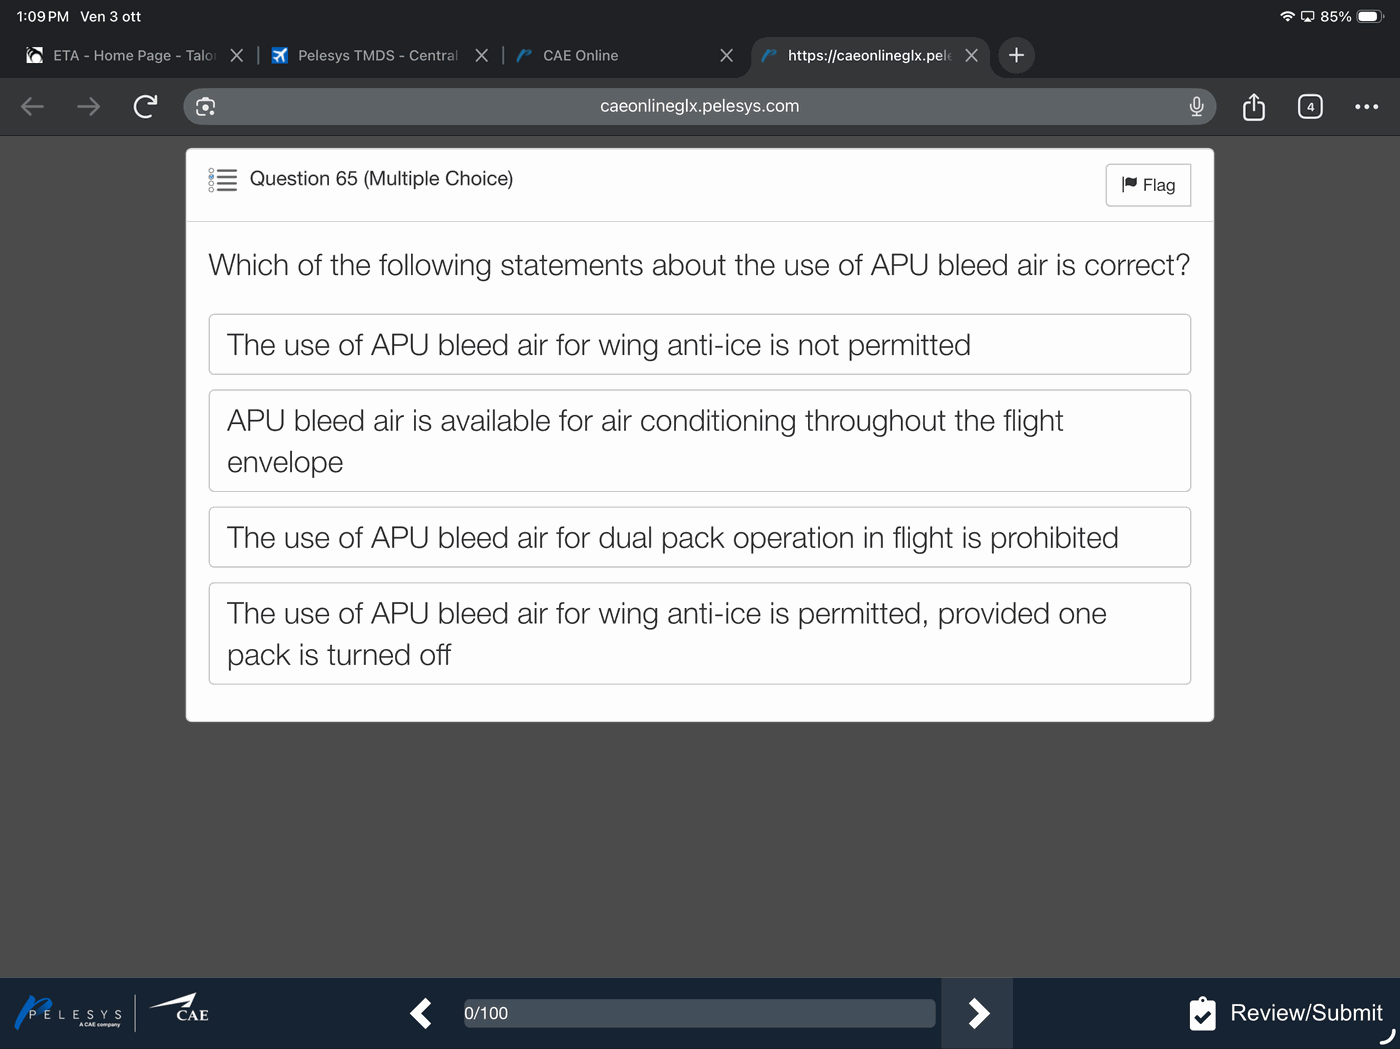 1:09 PM Ven 3 ott
85%
ETA - Home Page - Talo
Pelesys TMDS - Central
CAE Online
https://caeonlineglx.pele
caeonlineglx.pelesys.com
4
Question 65 (Multiple Choice)
Flag
Which of the following statements about the use of APU bleed air is correct?
The use of APU bleed air for wing anti-ice is not permitted
APU bleed air is available for air conditioning throughout the flight
envelope
The use of APU bleed air for dual pack operation in flight is prohibited
The use of APU bleed air for wing anti-ice is permitted, provided one
pack is turned off
PELESYS
A CAE company
CAE
0/100
Review/Submit